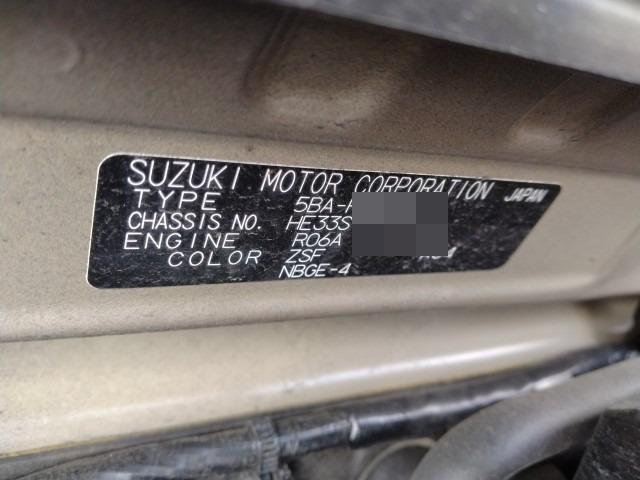 SUZUKI MOTOR CORPORATION JAPAN
TYPE 5BA-
CHASSIS NO. HE33S
ENGINE R06A
COLOR ZSF
NBGE-4